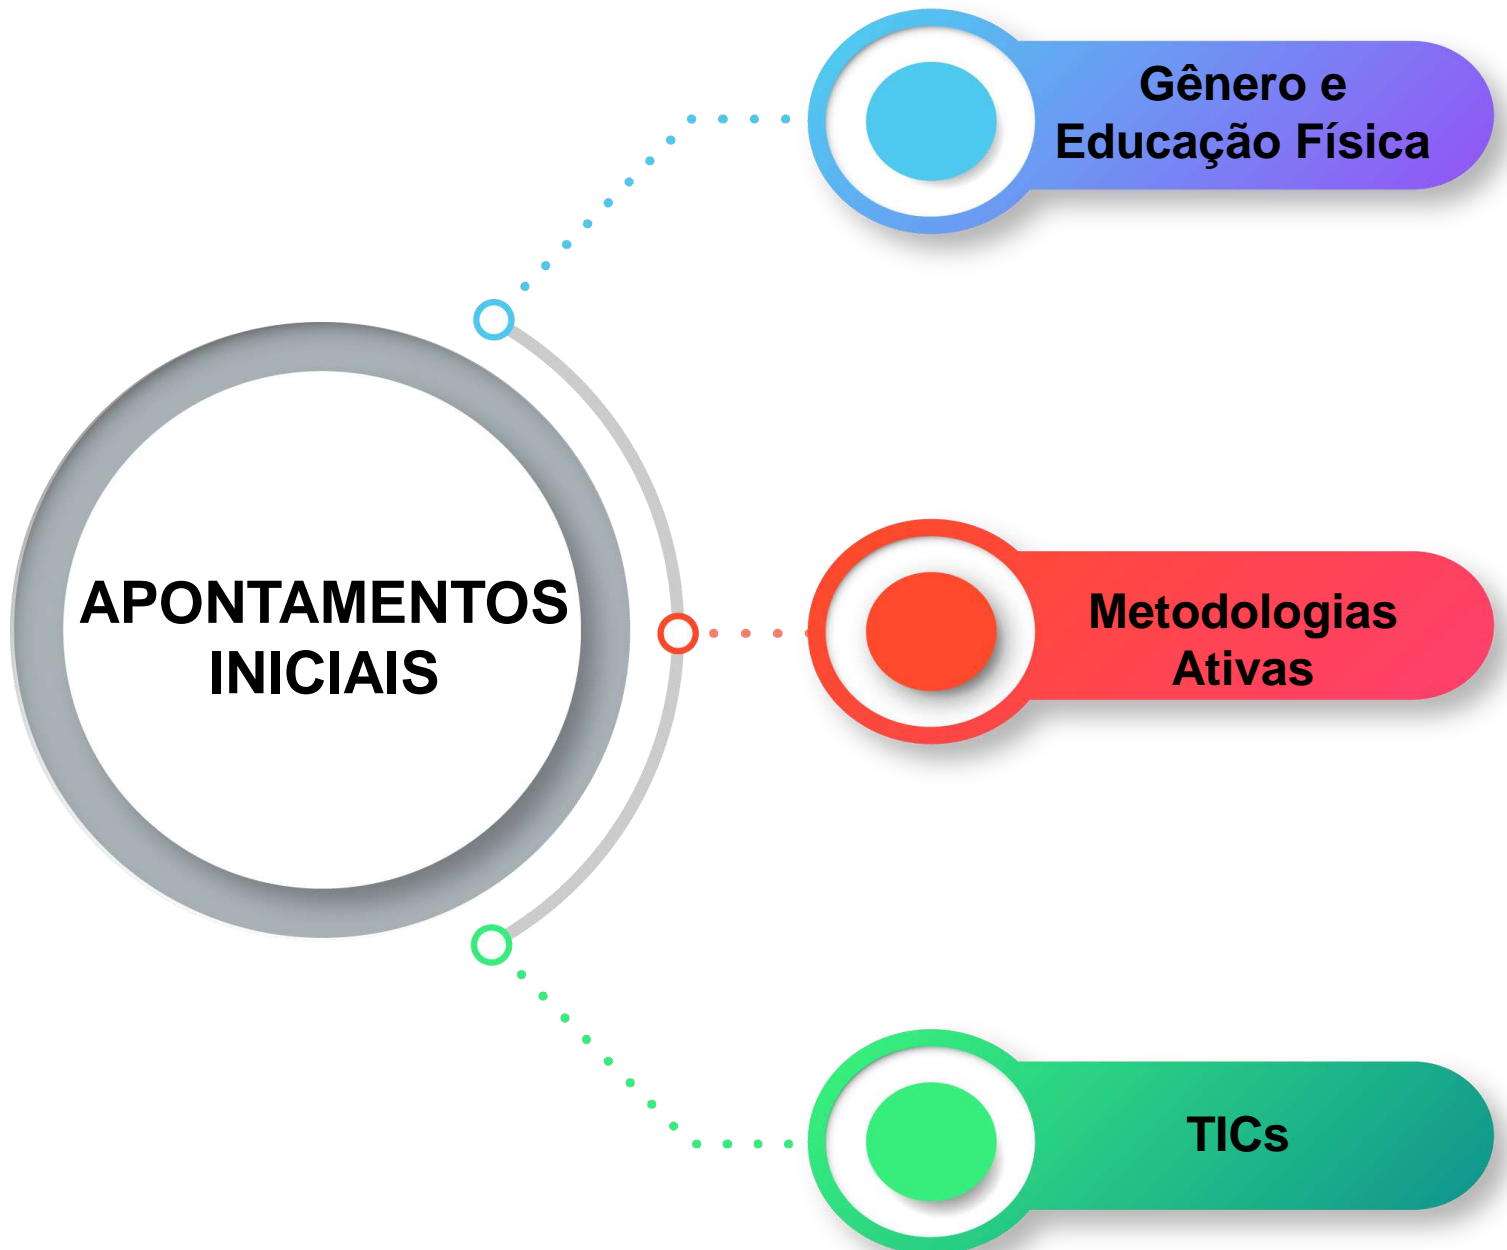 Gênero e
Educação Física
APONTAMENTOS
INICIAIS
Metodologias
Ativas
TICs